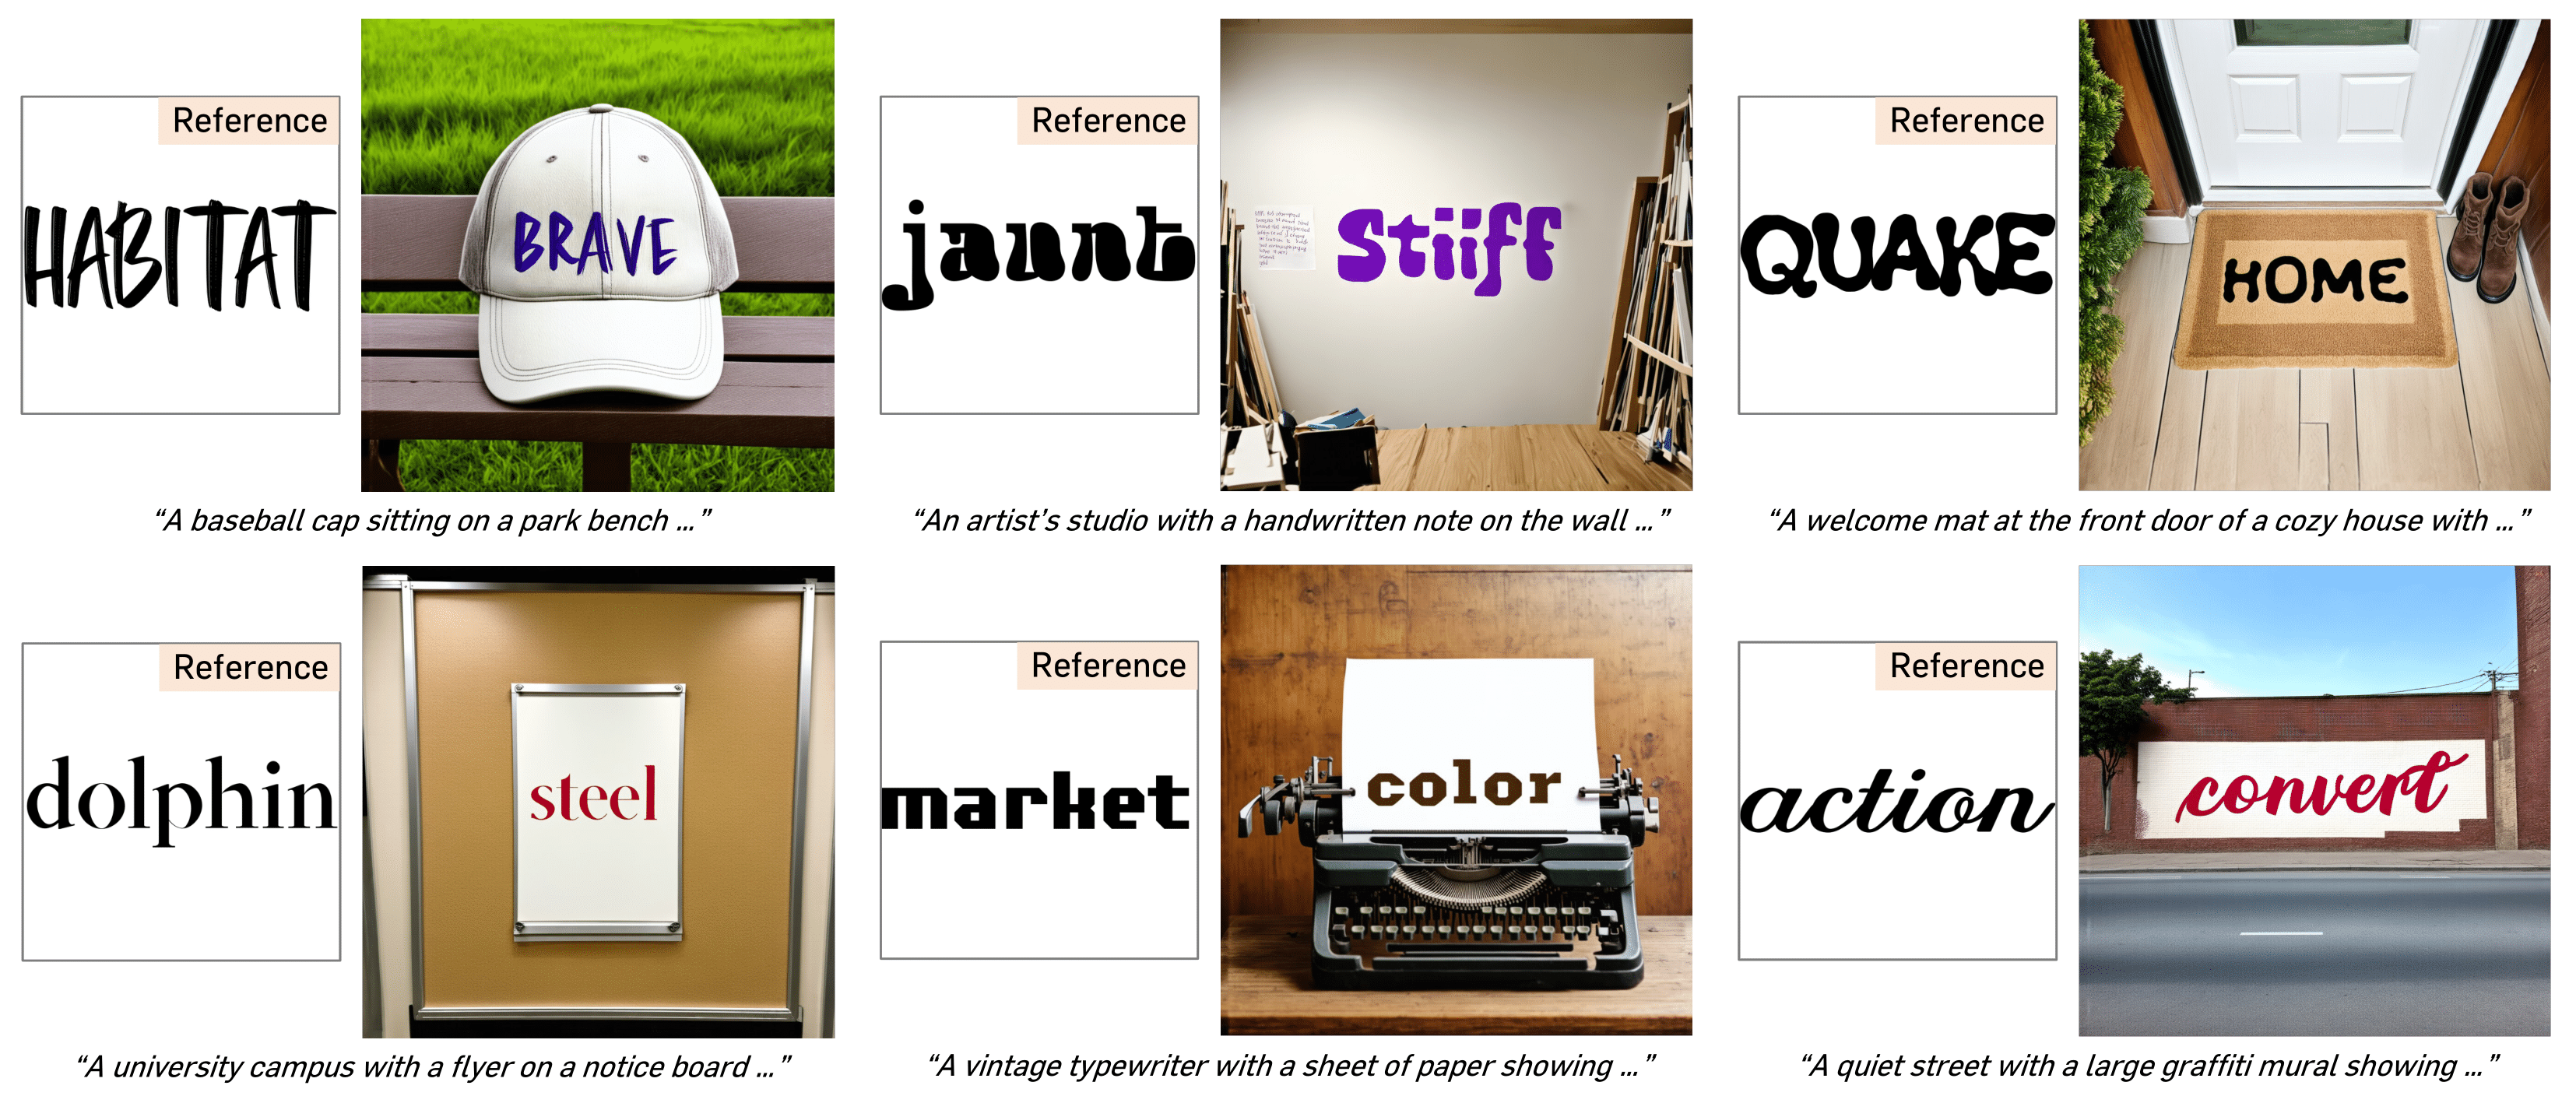 Reference
HABITAT
BRAVE
"A baseball cap sitting on a park bench ..."
Reference
jaunt
Stiiff
"An artist's studio with a handwritten note on the wall ..."
Reference
QUAKE
HOME
"A welcome mat at the front door of a cozy house with ..."
Reference
dolphin
steel
"A university campus with a flyer on a notice board ..."
Reference
market
color
"A vintage typewriter with a sheet of paper showing ..."
Reference
action
convert
"A quiet street with a large graffiti mural showing ..."